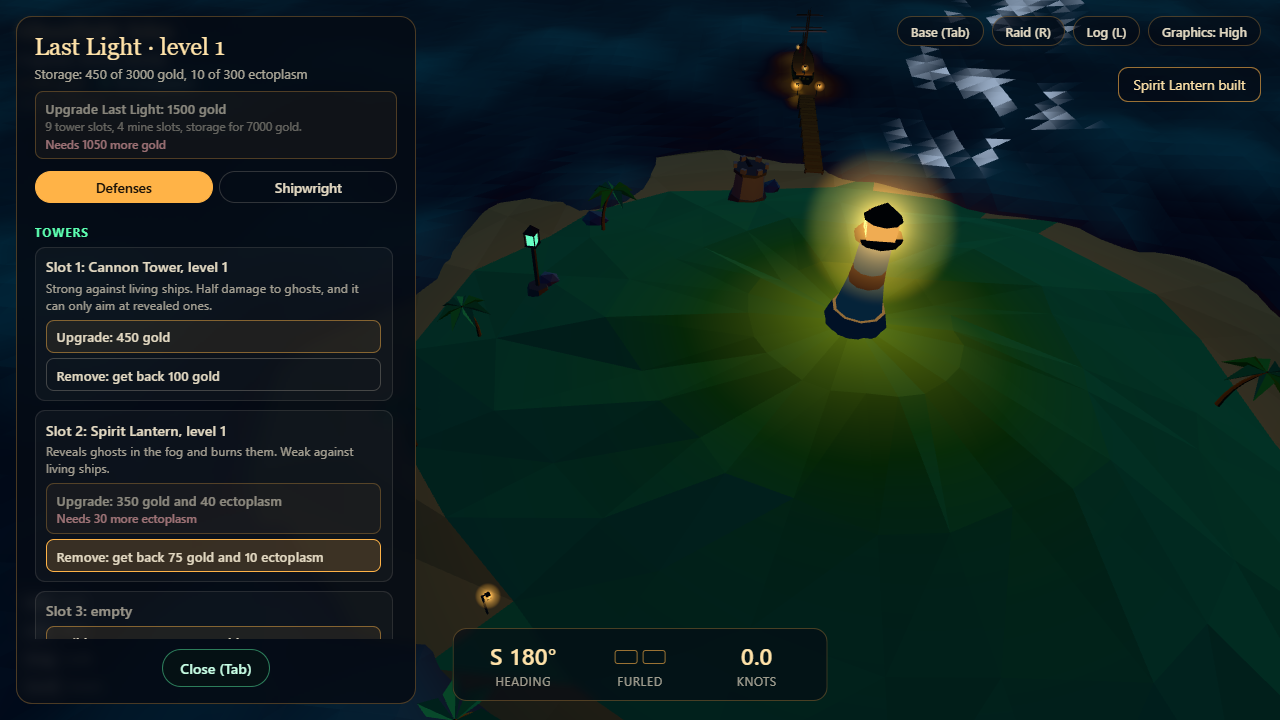 Last Light · level 1
Storage: 450 of 3000 gold, 10 of 300 ectoplasm
Upgrade Last Light: 1500 gold
9 tower slots, 4 mine slots, storage for 7000 gold.
Needs 1050 more gold
Defenses
Shipwright
TOWERS
Slot 1: Cannon Tower, level 1
Strong against living ships. Half damage to ghosts, and it
can only aim at revealed ones.
Upgrade: 450 gold
Remove: get back 100 gold
Slot 2: Spirit Lantern, level 1
Reveals ghosts in the fog and burns them. Weak against
living ships.
Upgrade: 350 gold and 40 ectoplasm
Needs 30 more ectoplasm
Remove: get back 75 gold and 10 ectoplasm
Slot 3: empty
Close (Tab)
Base (Tab)
Raid (R)
Log (L)
Graphics: High
Spirit Lantern built
S 180°
HEADING
FURLED
0.0
KNOTS